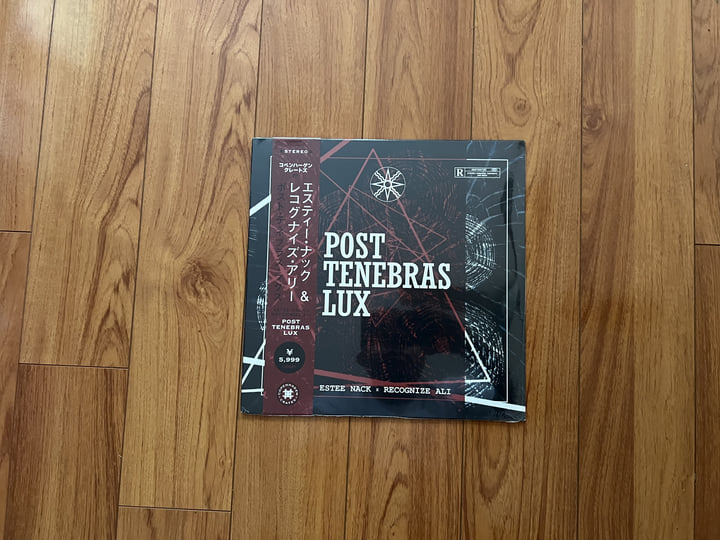 STEREO
コペンハーゲン
クレートズ
エスティー・ナック &
レコグナイズ・アリー
POST
TENEBRAS
LUX
¥
5,999
R
POST
TENEBRAS
LUX
ESTEE NACK x RECOGNIZE ALI